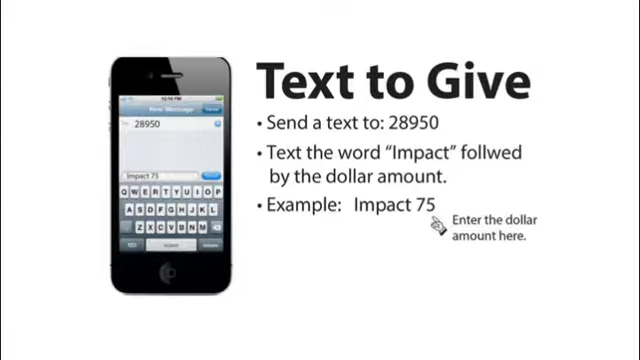 Text to Give
• Send a text to: 28950
• Text the word “Impact” follwed
by the dollar amount.
• Example: Impact 75
Enter the dollar
amount here.
New Message
28950
Impact 75
Q W E R T Y U I O P
A S D F G H J K L
Z X C V B N M